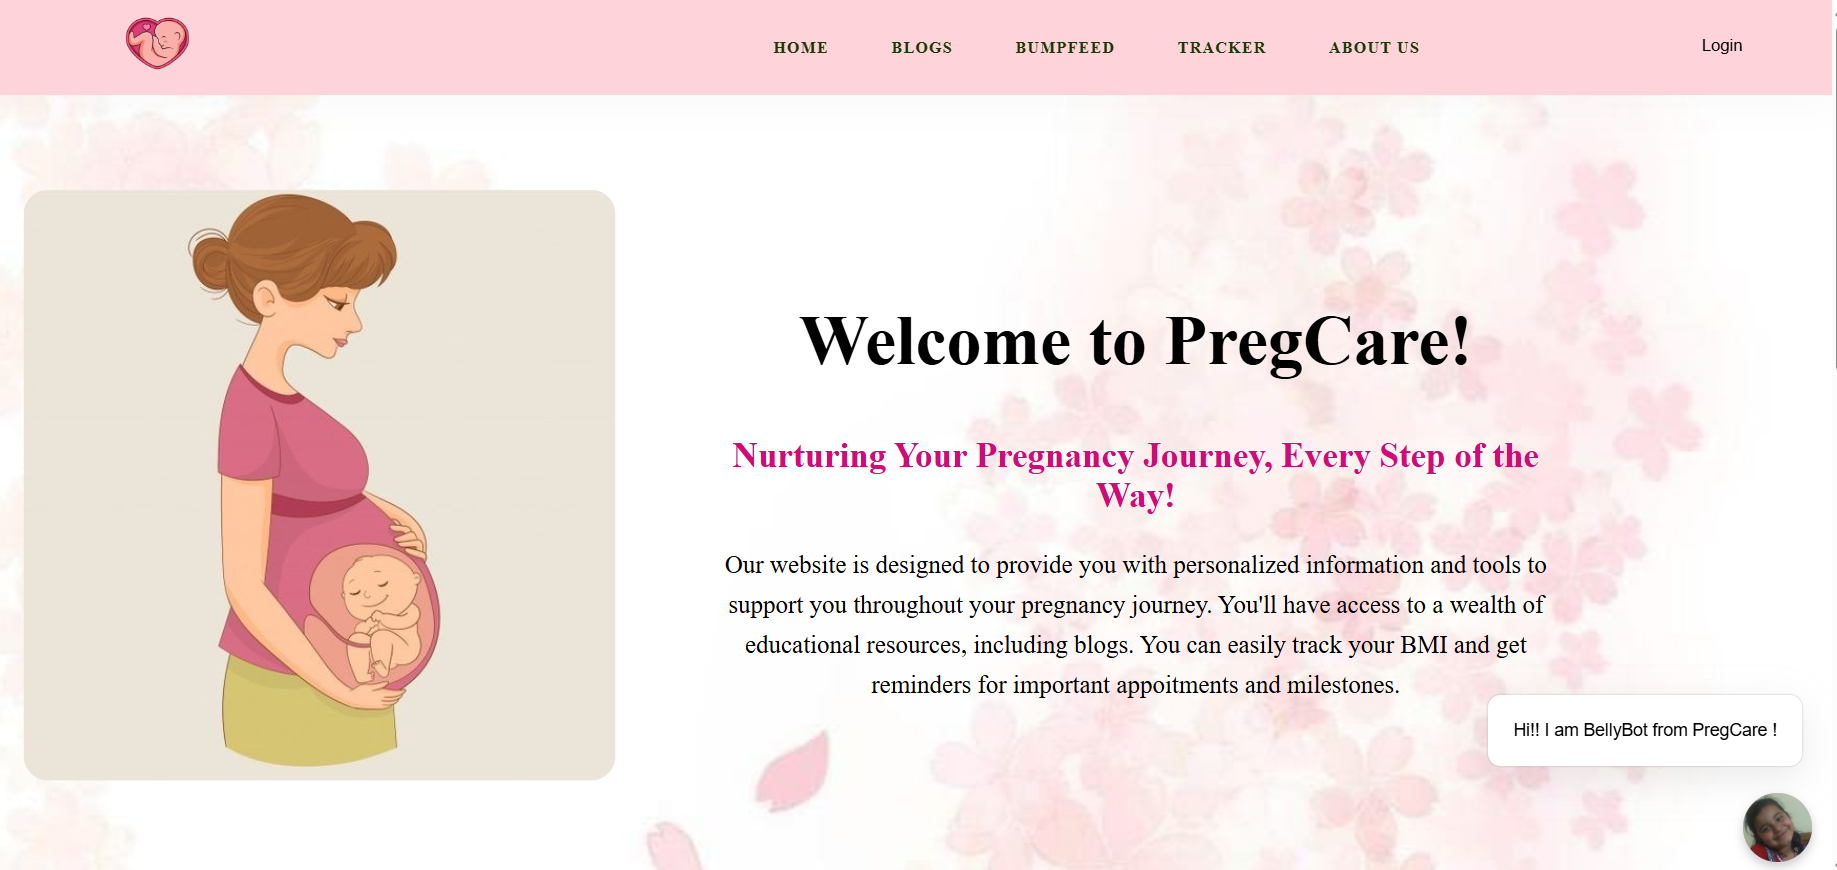 HOME BLOGS BUMPFEED TRACKER ABOUT US Login
Welcome to PregCare!
Nurturing Your Pregnancy Journey, Every Step of the
Way!
Our website is designed to provide you with personalized information and tools to
support you throughout your pregnancy journey. You'll have access to a wealth of
educational resources, including blogs. You can easily track your BMI and get
reminders for important appoitments and milestones.
Hi!! I am BellyBot from PregCare !